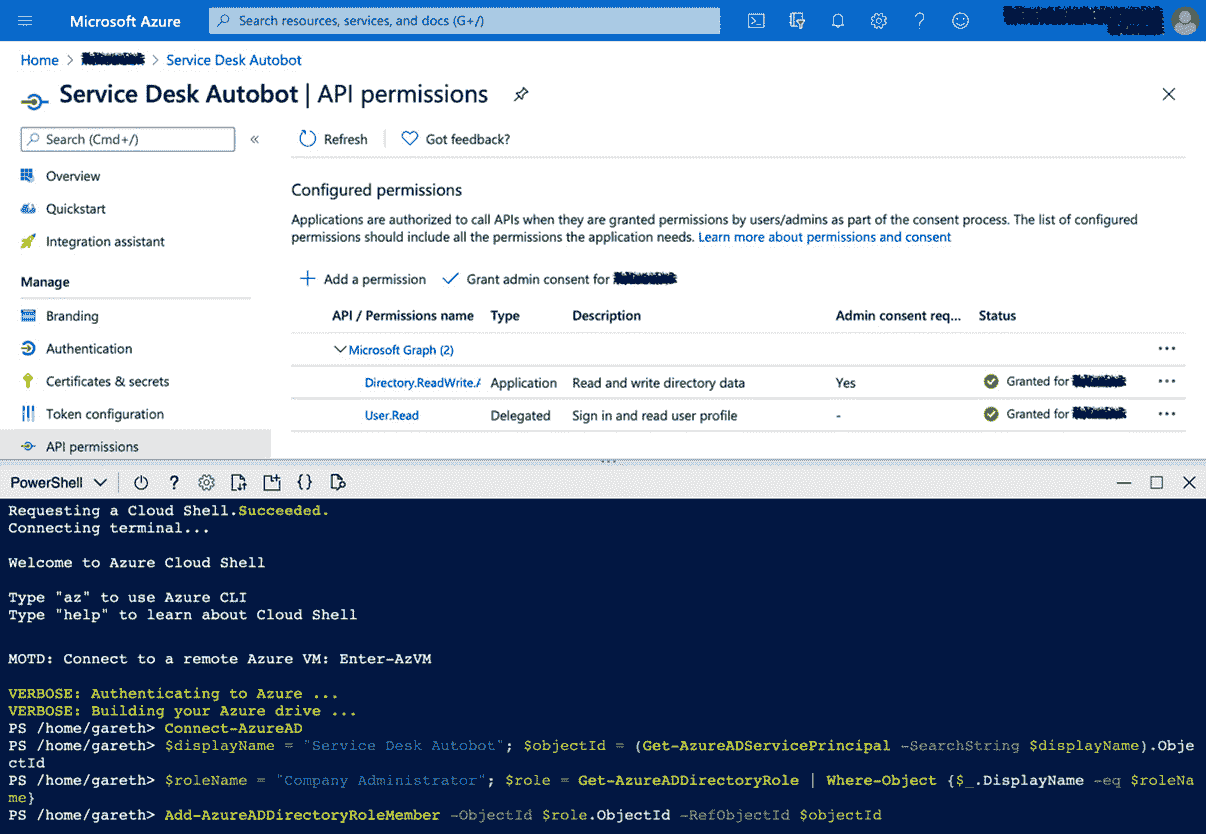 Microsoft Azure
Search resources, services, and docs (G+/)
Home > > Service Desk Autobot
Service Desk Autobot | API permissions
Search (Cmd+/)
«
Refresh
Got feedback?
Overview
Quickstart
Integration assistant
Manage
Branding
Authentication
Certificates & secrets
Token configuration
API permissions
Configured permissions
Applications are authorized to call APIs when they are granted permissions by users/admins as part of the consent process. The list of configured
permissions should include all the permissions the application needs. Learn more about permissions and consent
Add a permission
Grant admin consent for
API / Permissions name Type Description Admin consent req... Status
Microsoft Graph (2)
Directory.ReadWrite.A Application Read and write directory data Yes Granted for
User.Read Delegated Sign in and read user profile - Granted for
PowerShell
Requesting a Cloud Shell.Succeeded.
Connecting terminal...
Welcome to Azure Cloud Shell
Type "az" to use Azure CLI
Type "help" to learn about Cloud Shell
MOTD: Connect to a remote Azure VM: Enter-AzVM
VERBOSE: Authenticating to Azure ...
VERBOSE: Building your Azure drive ...
PS /home/gareth> Connect-AzureAD
PS /home/gareth> $displayName = "Service Desk Autobot"; $objectId = (Get-AzureADServicePrincipal -SearchString $displayName).Obje
ctId
PS /home/gareth> $roleName = "Company Administrator"; $role = Get-AzureADDirectoryRole | Where-Object {$_.DisplayName -eq $roleNa
me}
PS /home/gareth> Add-AzureADDirectoryRoleMember -ObjectId $role.ObjectId -RefObjectId $objectId